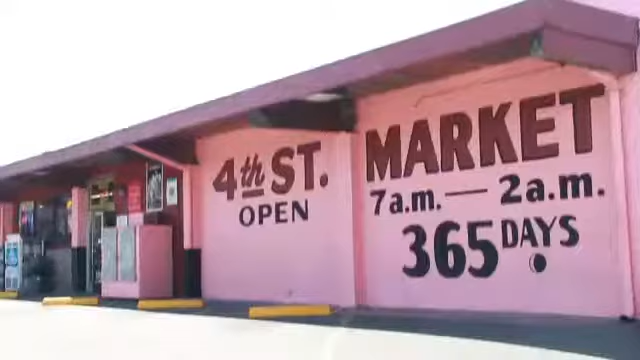 4th ST. MARKET
OPEN 7 a.m. — 2 a.m.
365 DAYS